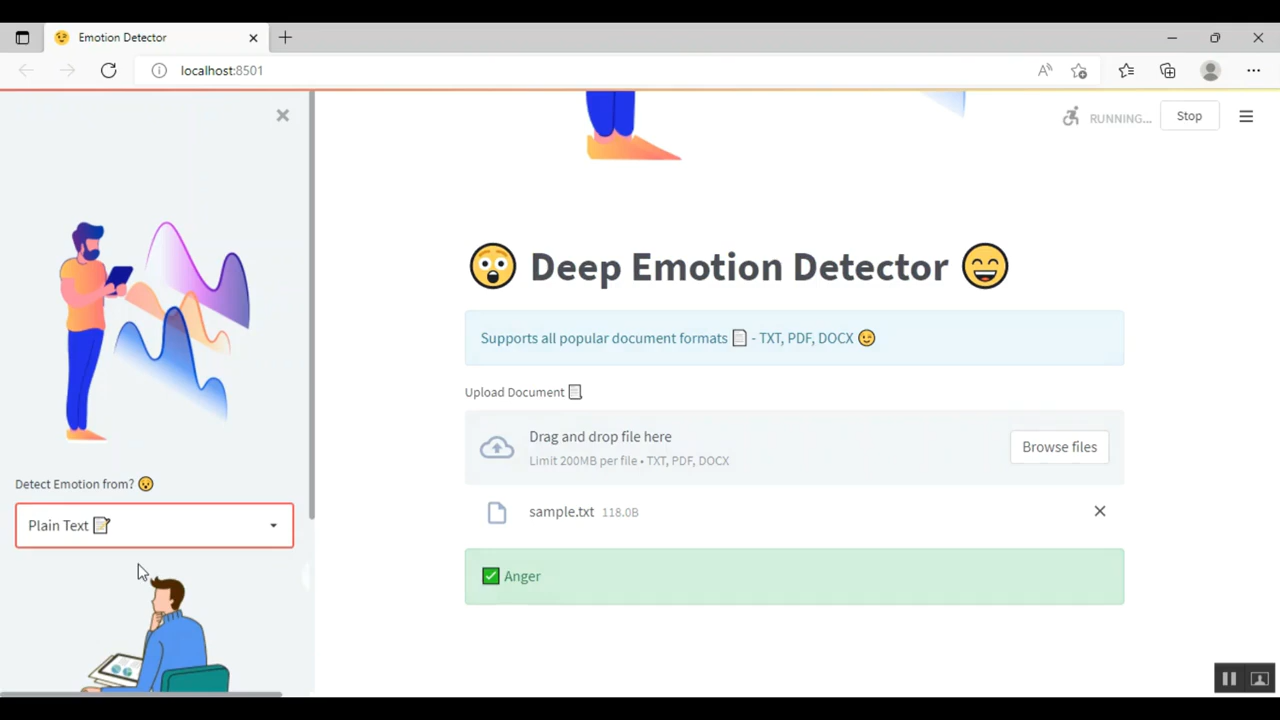 Emotion Detector
localhost:8501
RUNNING...
Stop
Deep Emotion Detector
Supports all popular document formats - TXT, PDF, DOCX
Upload Document
Drag and drop file here
Limit 200MB per file • TXT, PDF, DOCX
Browse files
sample.txt 118.0B
Anger
Detect Emotion from?
Plain Text